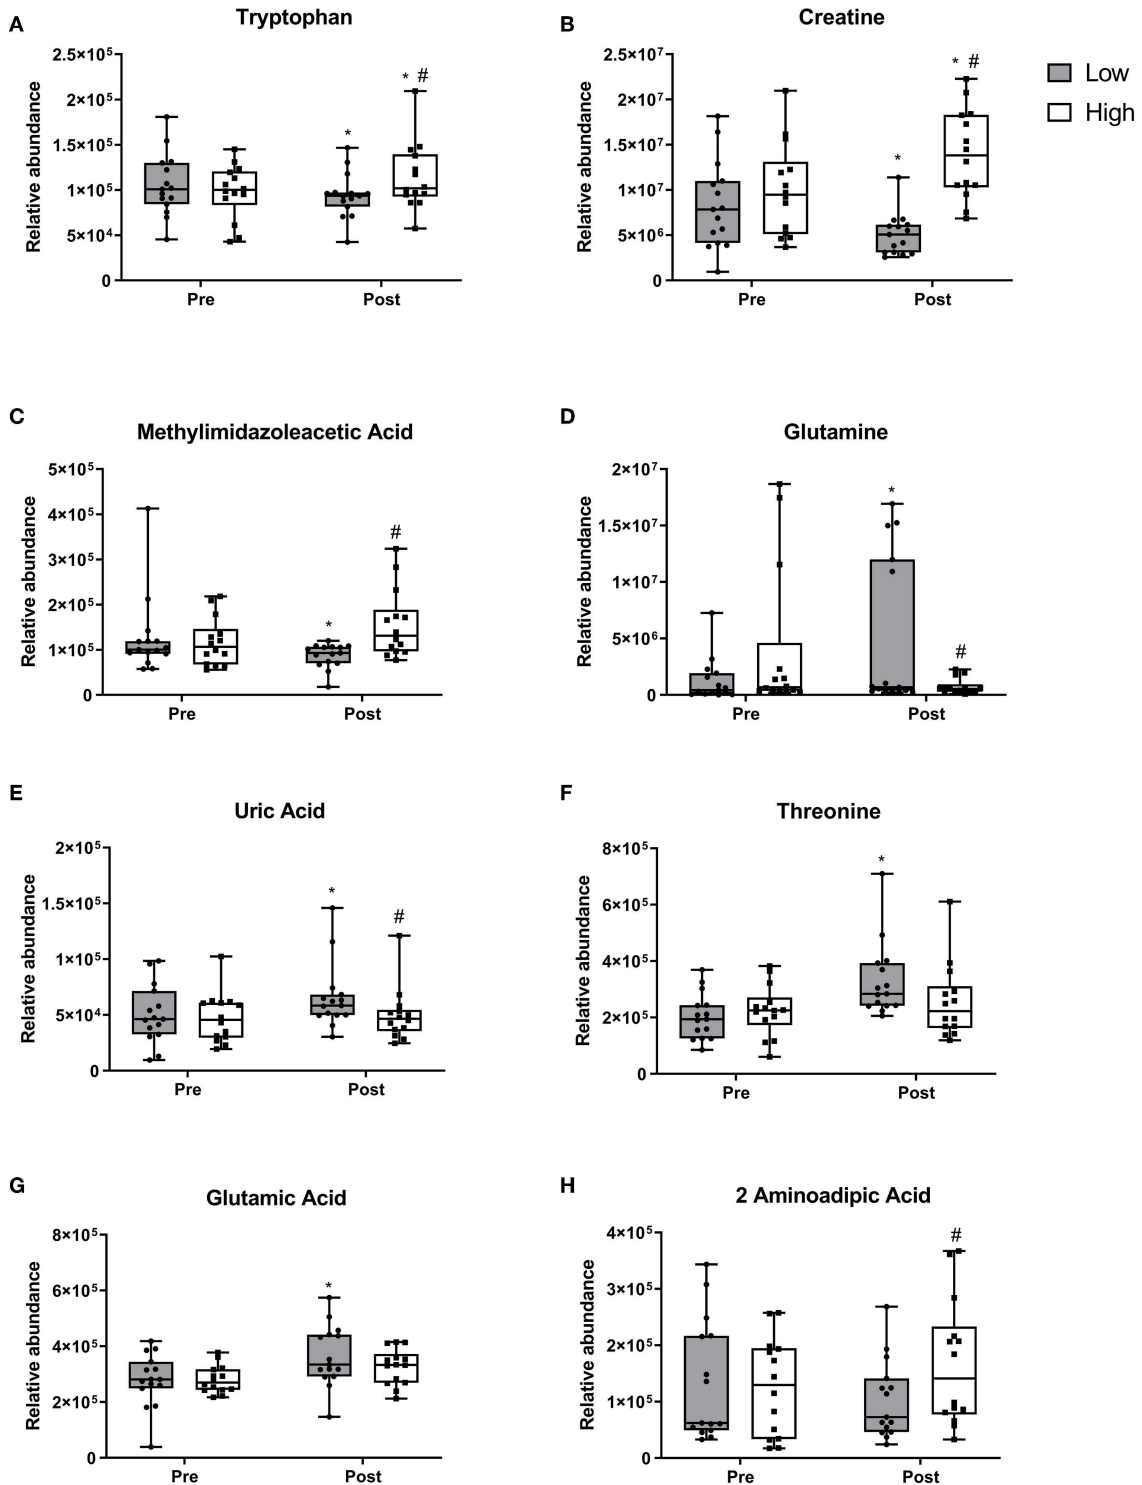 A
Tryptophan
Relative abundance
2.5×10⁵
2×10⁵
1.5×10⁵
1×10⁵
5×10⁴
0
*
* #
Pre
Post
B
Creatine
Relative abundance
2.5×10⁷
2×10⁷
1.5×10⁷
1×10⁷
5×10⁶
0
*
* #
Pre
Post
Low
High
C
Methylimidazoleacetic Acid
Relative abundance
5×10⁵
4×10⁵
3×10⁵
2×10⁵
1×10⁵
0
*
#
Pre
Post
D
Glutamine
Relative abundance
2×10⁷
1.5×10⁷
1×10⁷
5×10⁶
0
*
#
Pre
Post
E
Uric Acid
Relative abundance
2×10⁵
1.5×10⁵
1×10⁵
5×10⁴
0
*
#
Pre
Post
F
Threonine
Relative abundance
8×10⁵
6×10⁵
4×10⁵
2×10⁵
0
*
Pre
Post
G
Glutamic Acid
Relative abundance
8×10⁵
6×10⁵
4×10⁵
2×10⁵
0
*
Pre
Post
H
2 Aminoadipic Acid
Relative abundance
4×10⁵
3×10⁵
2×10⁵
1×10⁵
0
#
Pre
Post